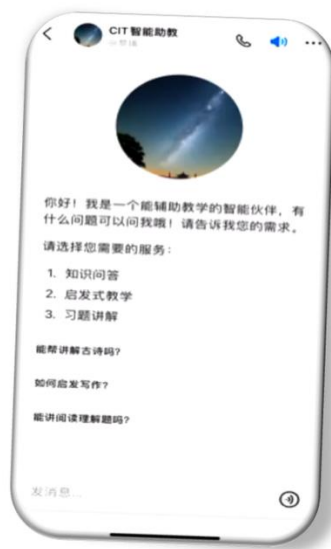 CIT智能助教
你好！我是一个能辅助教学的智能伙伴，有
什么问题可以问我哦！请告诉我您的需求。
请选择您需要的服务：
1. 知识问答
2. 启发式教学
3. 习题讲解
能帮讲解古诗吗？
如何启发写作？
能讲阅读理解题吗？
发消息...